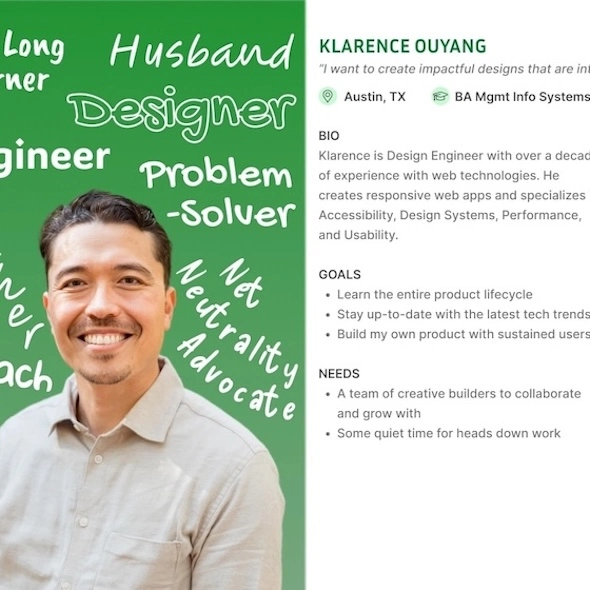 Long
Husband
rner
Designer
gineer
Problem
-Solver
Net
Neutrality
Advocate
ner
ach
KLARENCE OUYANG
"I want to create impactful designs that are int
Austin, TX
BA Mgmt Info Systems
BIO
Klarence is Design Engineer with over a decad
of experience with web technologies. He
creates responsive web apps and specializes
Accessibility, Design Systems, Performance,
and Usability.
GOALS
Learn the entire product lifecycle
Stay up-to-date with the latest tech trends
Build my own product with sustained users
NEEDS
A team of creative builders to collaborate
and grow with
Some quiet time for heads down work